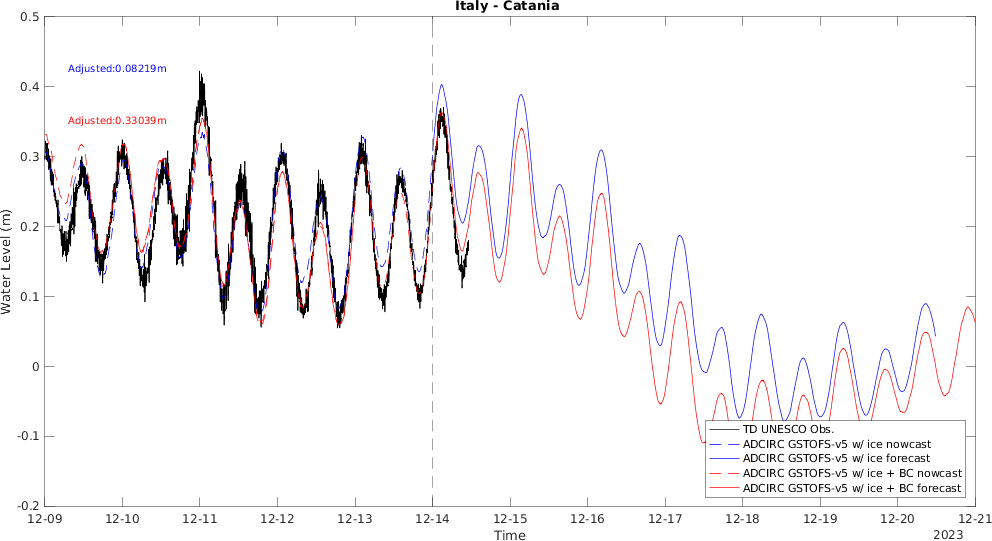 Italy - Catania
0.5
0.4
0.3
0.2
0.1
0
-0.1
-0.2
Water Level (m)
Adjusted:0.08219m
Adjusted:0.33039m
TD UNESCO Obs.
ADCIRC GSTOFS-v5 w/ ice nowcast
ADCIRC GSTOFS-v5 w/ ice forecast
ADCIRC GSTOFS-v5 w/ ice + BC nowcast
ADCIRC GSTOFS-v5 w/ ice + BC forecast
12-09 12-10 12-11 12-12 12-13 12-14 12-15 12-16 12-17 12-18 12-19 12-20 12-21
Time
2023